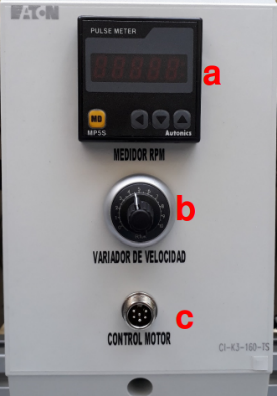 EATON
PULSE METER
a
MD
MP5S
Autonics
MEDIDOR RPM
b
VARIADOR DE VELOCIDAD
c
CONTROL MOTOR
CI-K3-160-TS